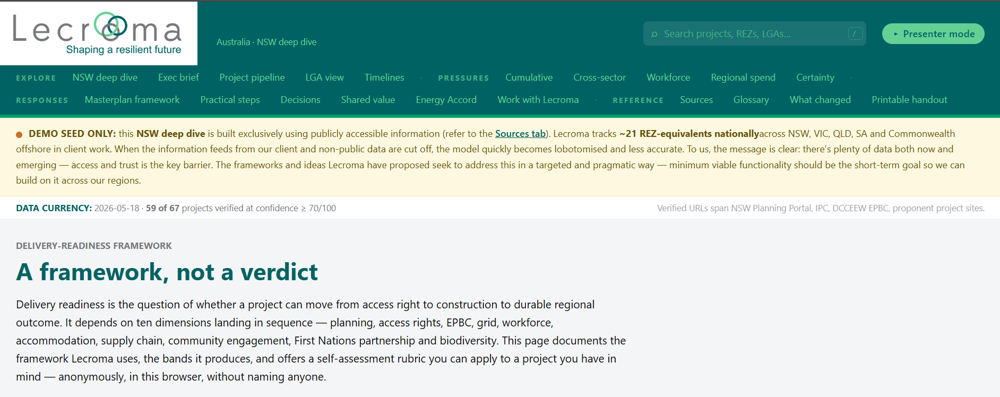 Lecroma
Shaping a resilient future
Australia · NSW deep dive
Search projects, REZs, LGAs...
/
▸ Presenter mode
EXPLORE NSW deep dive Exec brief Project pipeline LGA view Timelines · PRESSURES Cumulative Cross-sector Workforce Regional spend Certainty ·
RESPONSES Masterplan framework Practical steps Decisions Shared value Energy Accord Work with Lecroma · REFERENCE Sources Glossary What changed Printable handout
DEMO SEED ONLY: this NSW deep dive is built exclusively using publicly accessible information (refer to the Sources tab). Lecroma tracks ~21 REZ-equivalents nationallyacross NSW, VIC, QLD, SA and Commonwealth
offshore in client work. When the information feeds from our client and non-public data are cut off, the model quickly becomes lobotomised and less accurate. To us, the message is clear: there's plenty of data both now and
emerging — access and trust is the key barrier. The frameworks and ideas Lecroma have proposed seek to address this in a targeted and pragmatic way — minimum viable functionality should be the short-term goal so we can
build on it across our regions.
DATA CURRENCY: 2026-05-18 · 59 of 67 projects verified at confidence ≥ 70/100
Verified URLs span NSW Planning Portal, IPC, DCCEEW EPBC, proponent project sites.
DELIVERY-READINESS FRAMEWORK
A framework, not a verdict
Delivery readiness is the question of whether a project can move from access right to construction to durable regional
outcome. It depends on ten dimensions landing in sequence — planning, access rights, EPBC, grid, workforce,
accommodation, supply chain, community engagement, First Nations partnership and biodiversity. This page documents the
framework Lecroma uses, the bands it produces, and offers a self-assessment rubric you can apply to a project you have in
mind — anonymously, in this browser, without naming anyone.